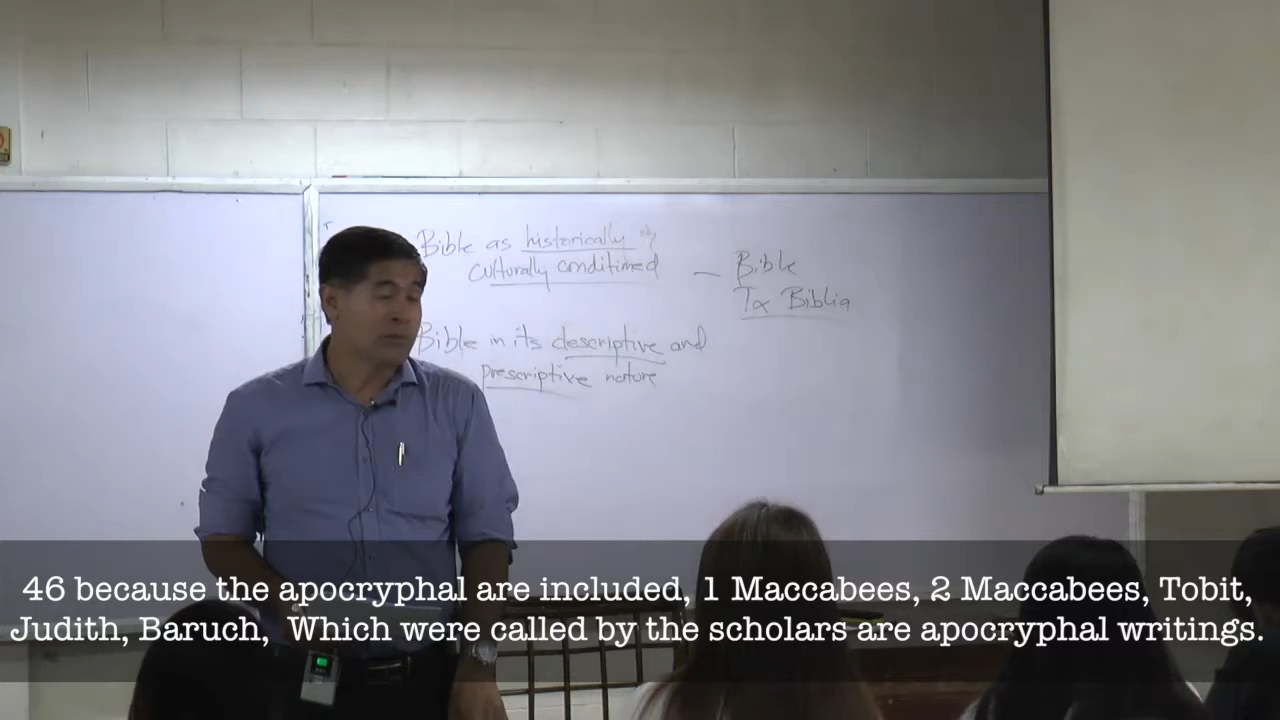 Bible as historically &
culturally conditioned — Bible
Ta Biblia
Bible in its descriptive and
prescriptive nature
46 because the apocryphal are included, 1 Maccabees, 2 Maccabees, Tobit,
Judith, Baruch, Which were called by the scholars are apocryphal writings.